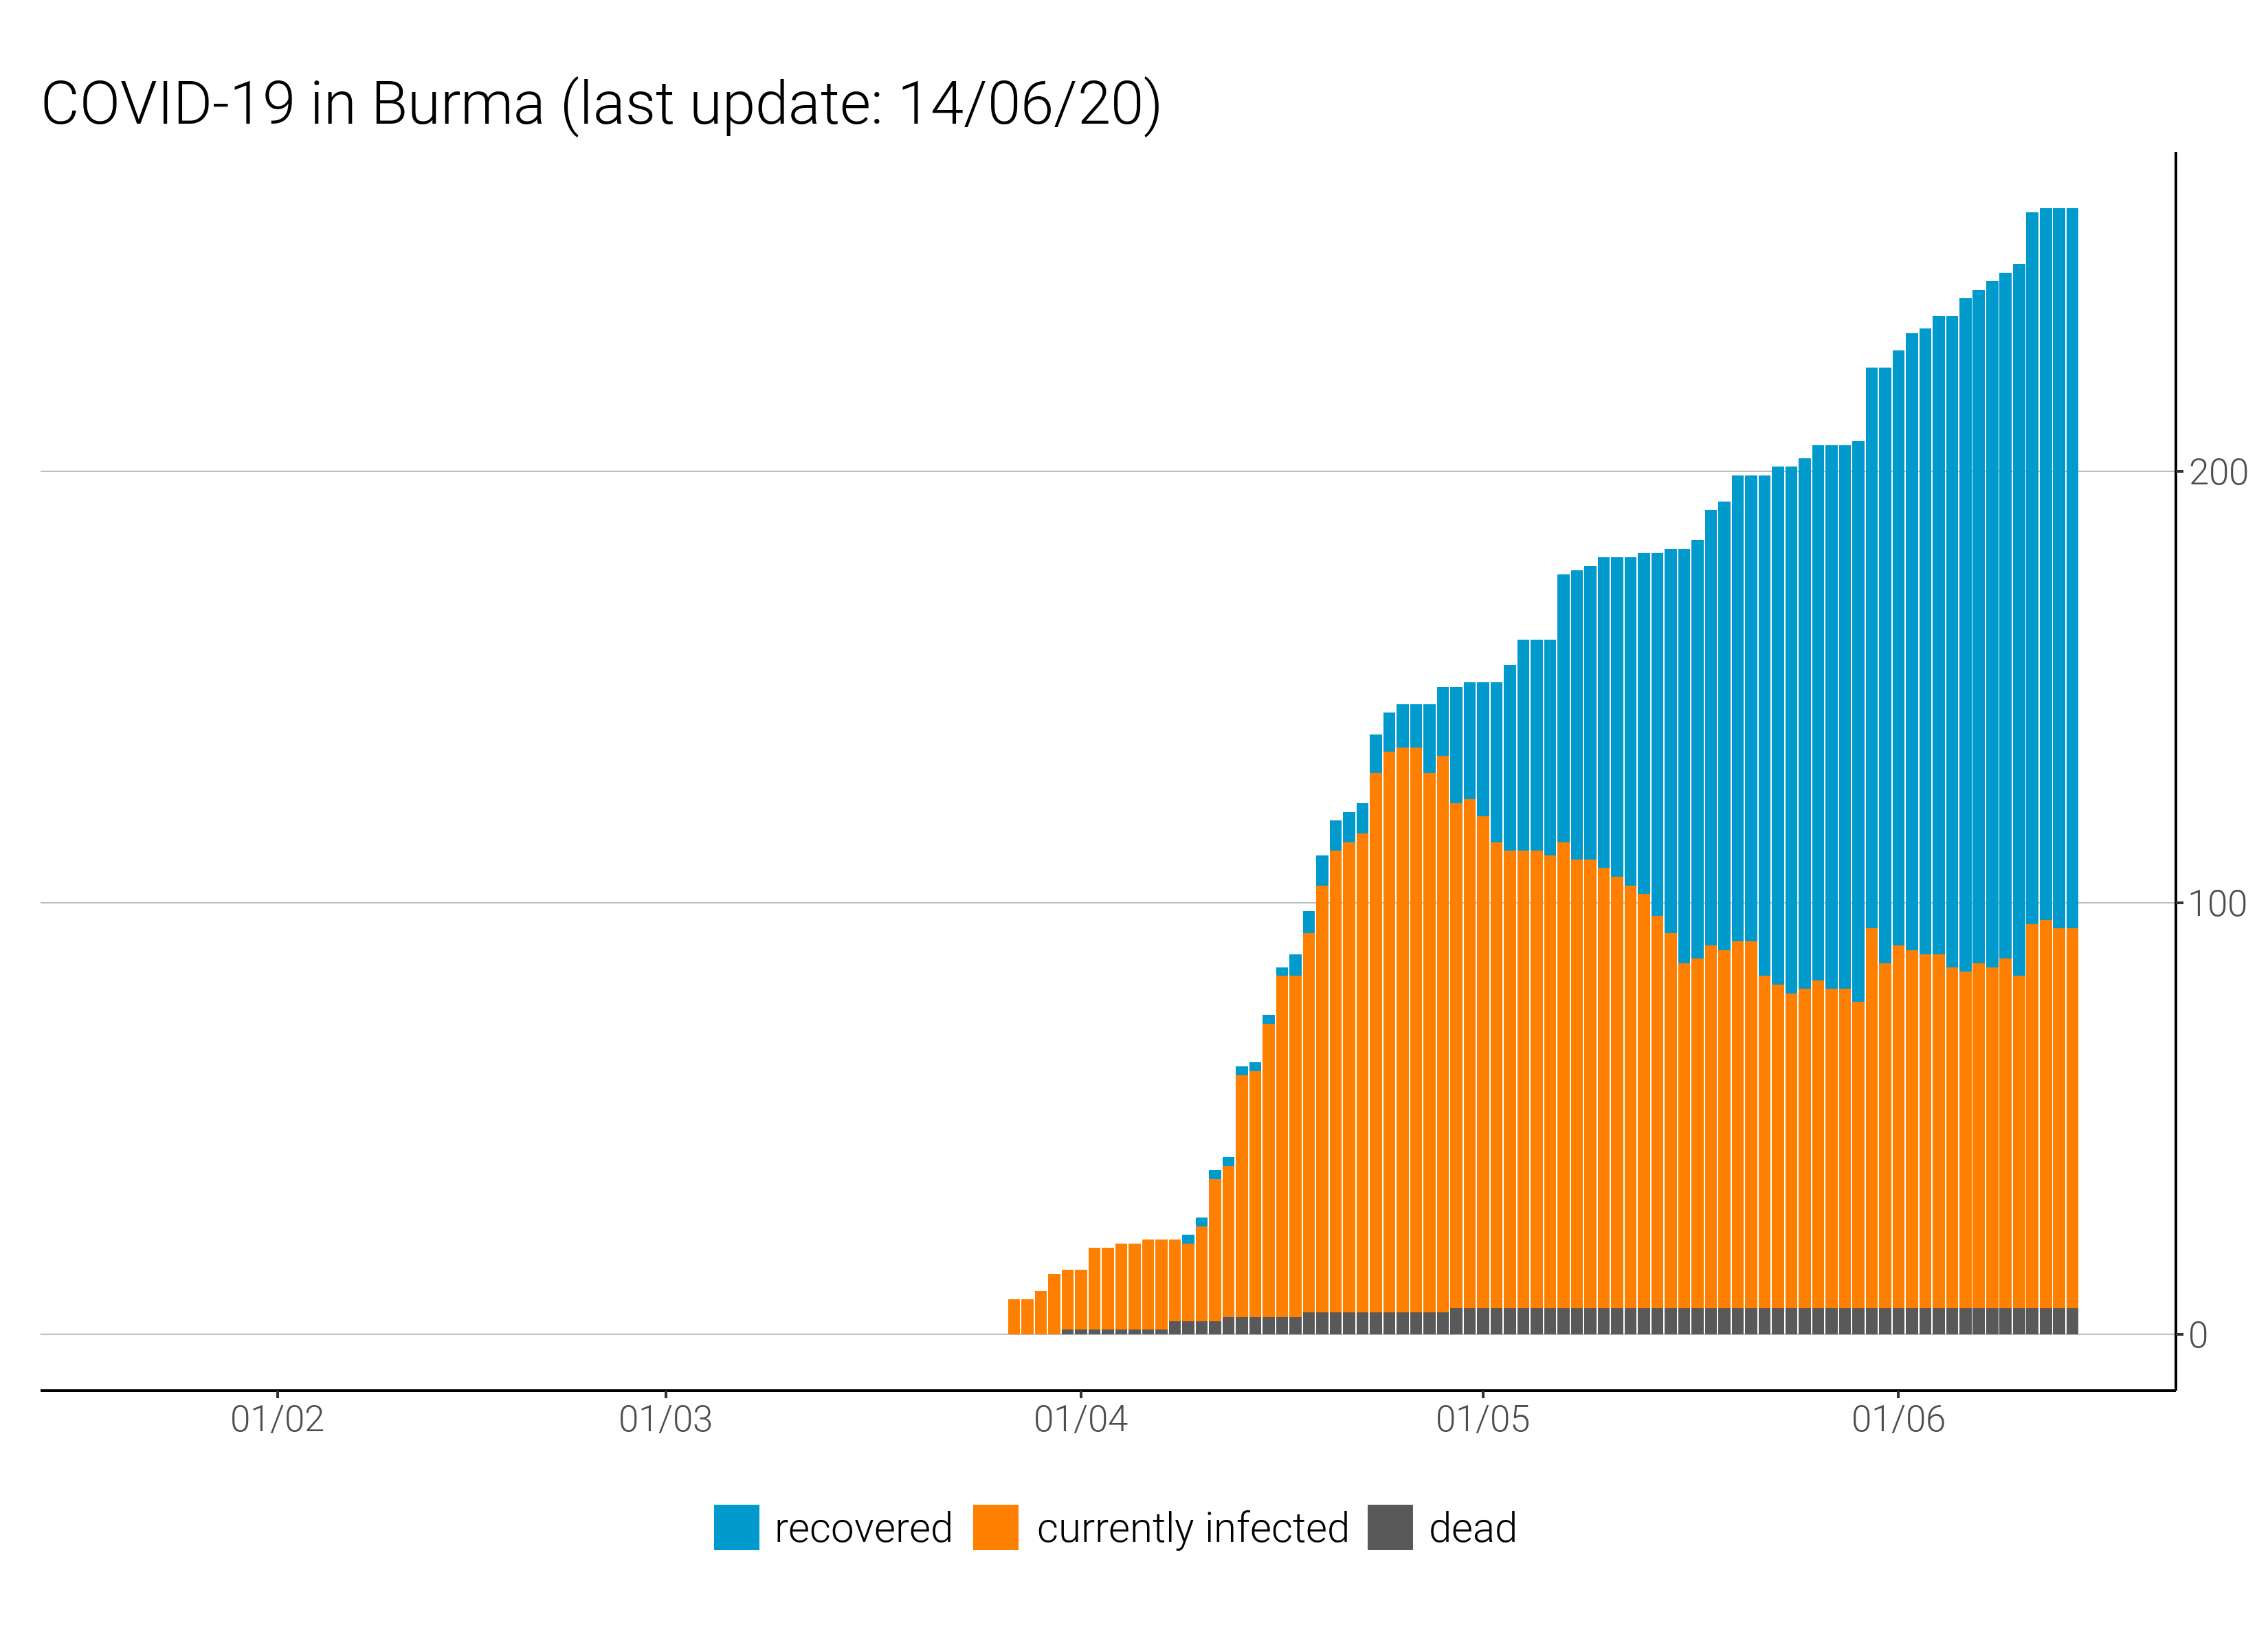 COVID-19 in Burma (last update: 14/06/20)
200
100
0
01/02 01/03 01/04 01/05 01/06
recovered currently infected dead